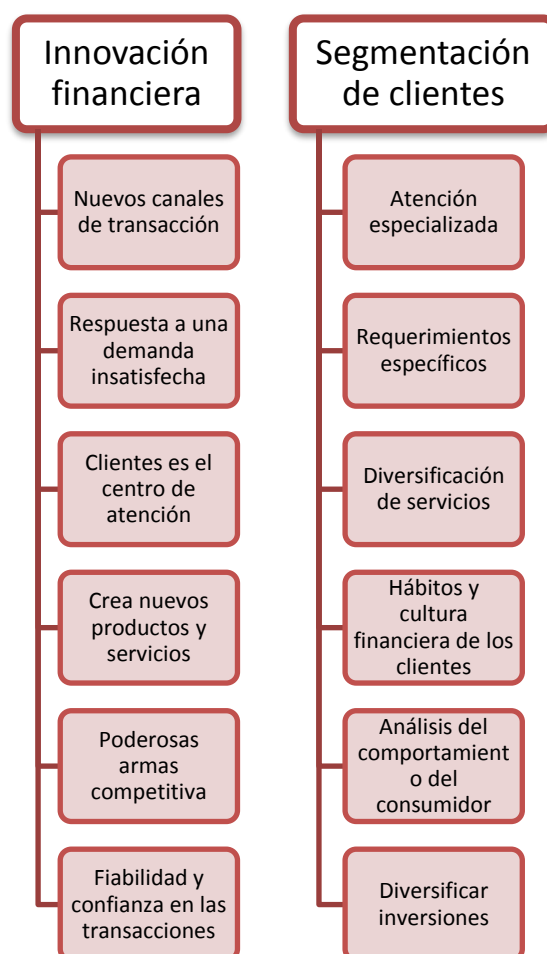 Innovación
financiera
Nuevos canales
de transacción
Respuesta a una
demanda
insatisfecha
Clientes es el
centro de
atención
Crea nuevos
productos y
servicios
Poderosas
armas
competitiva
Fiabilidad y
confianza en las
transacciones
Segmentación
de clientes
Atención
especializada
Requerimientos
específicos
Diversificación
de servicios
Hábitos y
cultura
financiera de los
clientes
Análisis del
comportamient
o del
consumidor
Diversificar
inversiones